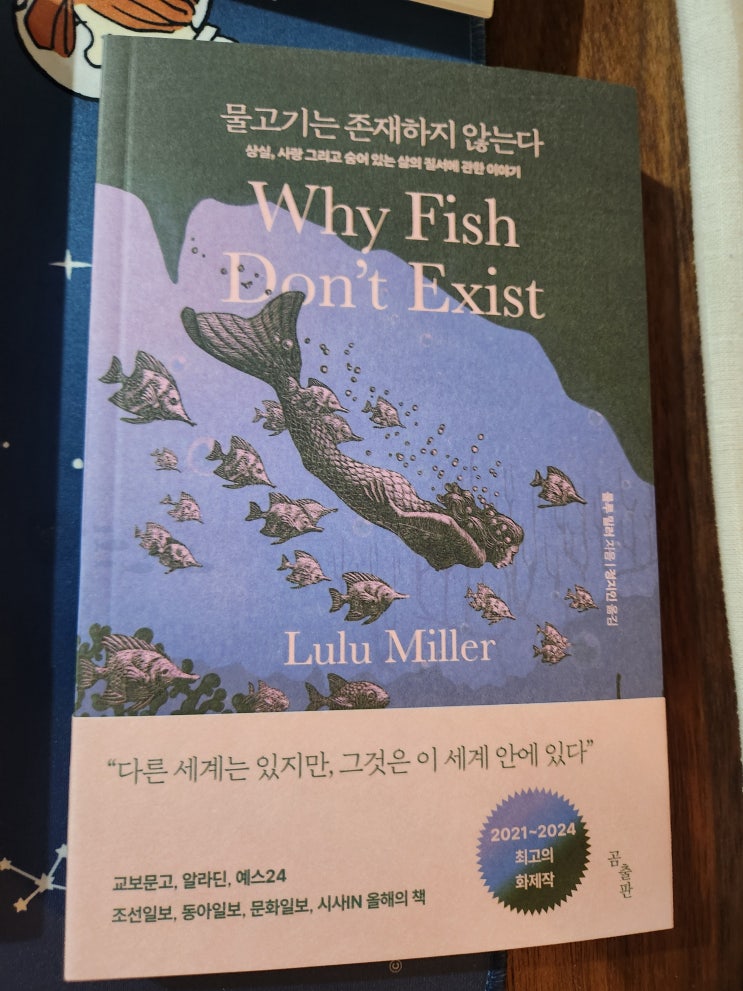 물고기는 존재하지 않는다
상실, 사랑 그리고 숨어 있는 삶의 질서에 관한 이야기
Why Fish
Don't Exist
룰루 밀러 지음 | 정지인 옮김
Lulu Miller
“다른 세계는 있지만, 그것은 이 세계 안에 있다”
2021~2024
최고의
화제작
교보문고, 알라딘, 예스24
조선일보, 동아일보, 문화일보, 시사IN 올해의 책
곰출판
©